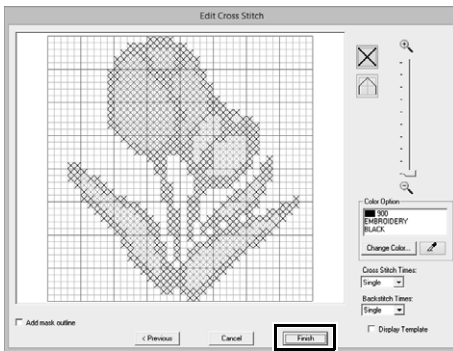 Edit Cross Stitch
Color Option
900
EMBROIDERY
BLACK
Change Color...
Cross Stitch Times:
Single
Backstitch Times:
Single
Display Template
Add mask outline
< Previous
Cancel
Finish